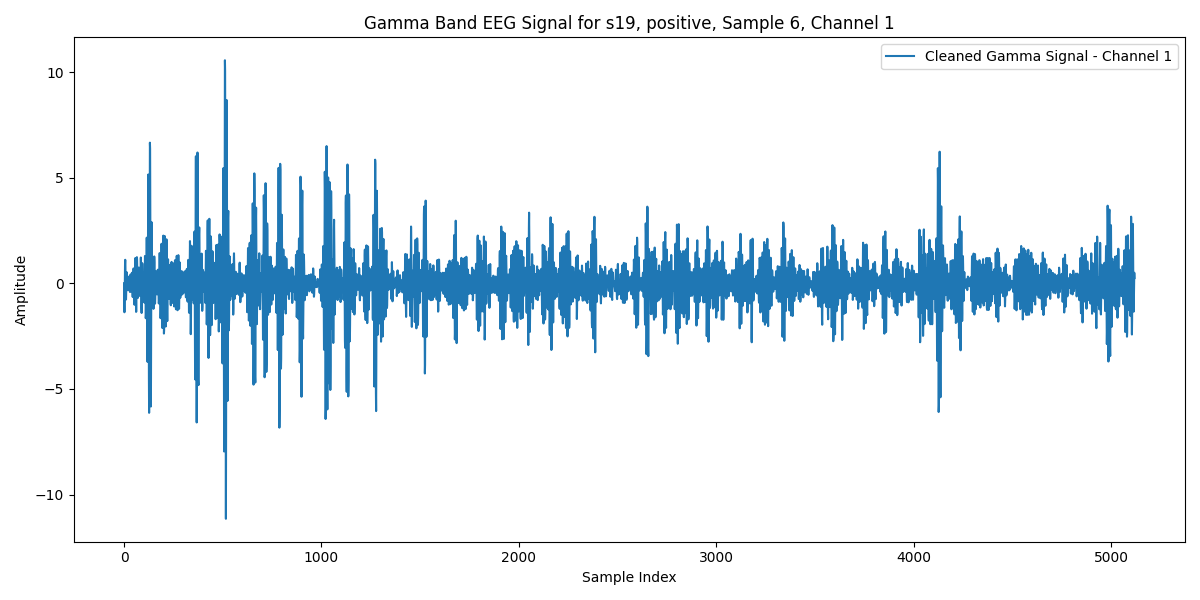 Gamma Band EEG Signal for s19, positive, Sample 6, Channel 1
Cleaned Gamma Signal - Channel 1
10
5
0
−5
−10
Amplitude
0 1000 2000 3000 4000 5000
Sample Index